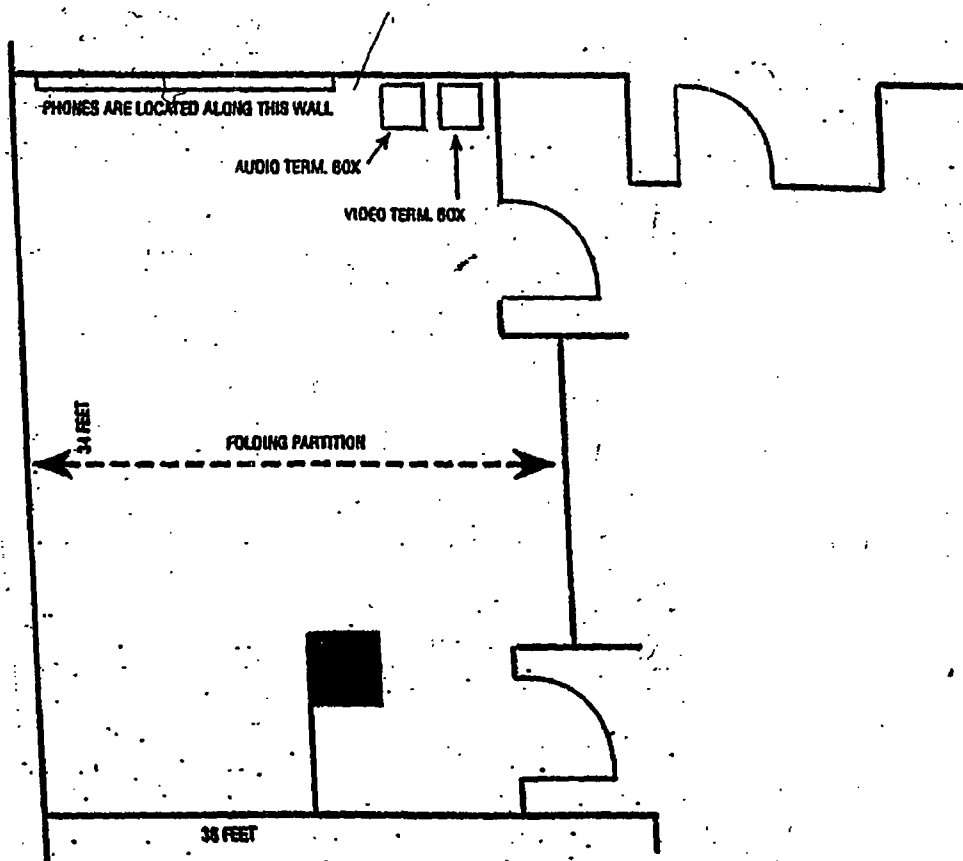 PHONES ARE LOCATED ALONG THIS WALL
AUDIO TERM. BOX
VIDEO TERM. BOX
34 FEET
FOLDING PARTITION
38 FEET